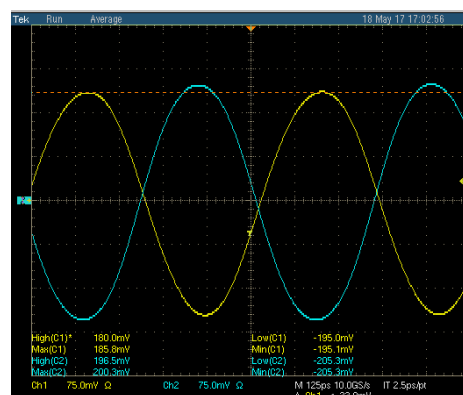 Tek Run Average 18 May 17 17:02:56
2
T
High(C1)* 180.0mV Low(C1) -195.0mV
Max(C1) 185.8mV Min(C1) -195.1mV
High(C2) 196.5mV Low(C2) -205.3mV
Max(C2) 200.3mV Min(C2) -205.3mV
Ch1 75.0mV Ω Ch2 75.0mV Ω M 125ps 10.0GS/s IT 2.5ps/pt